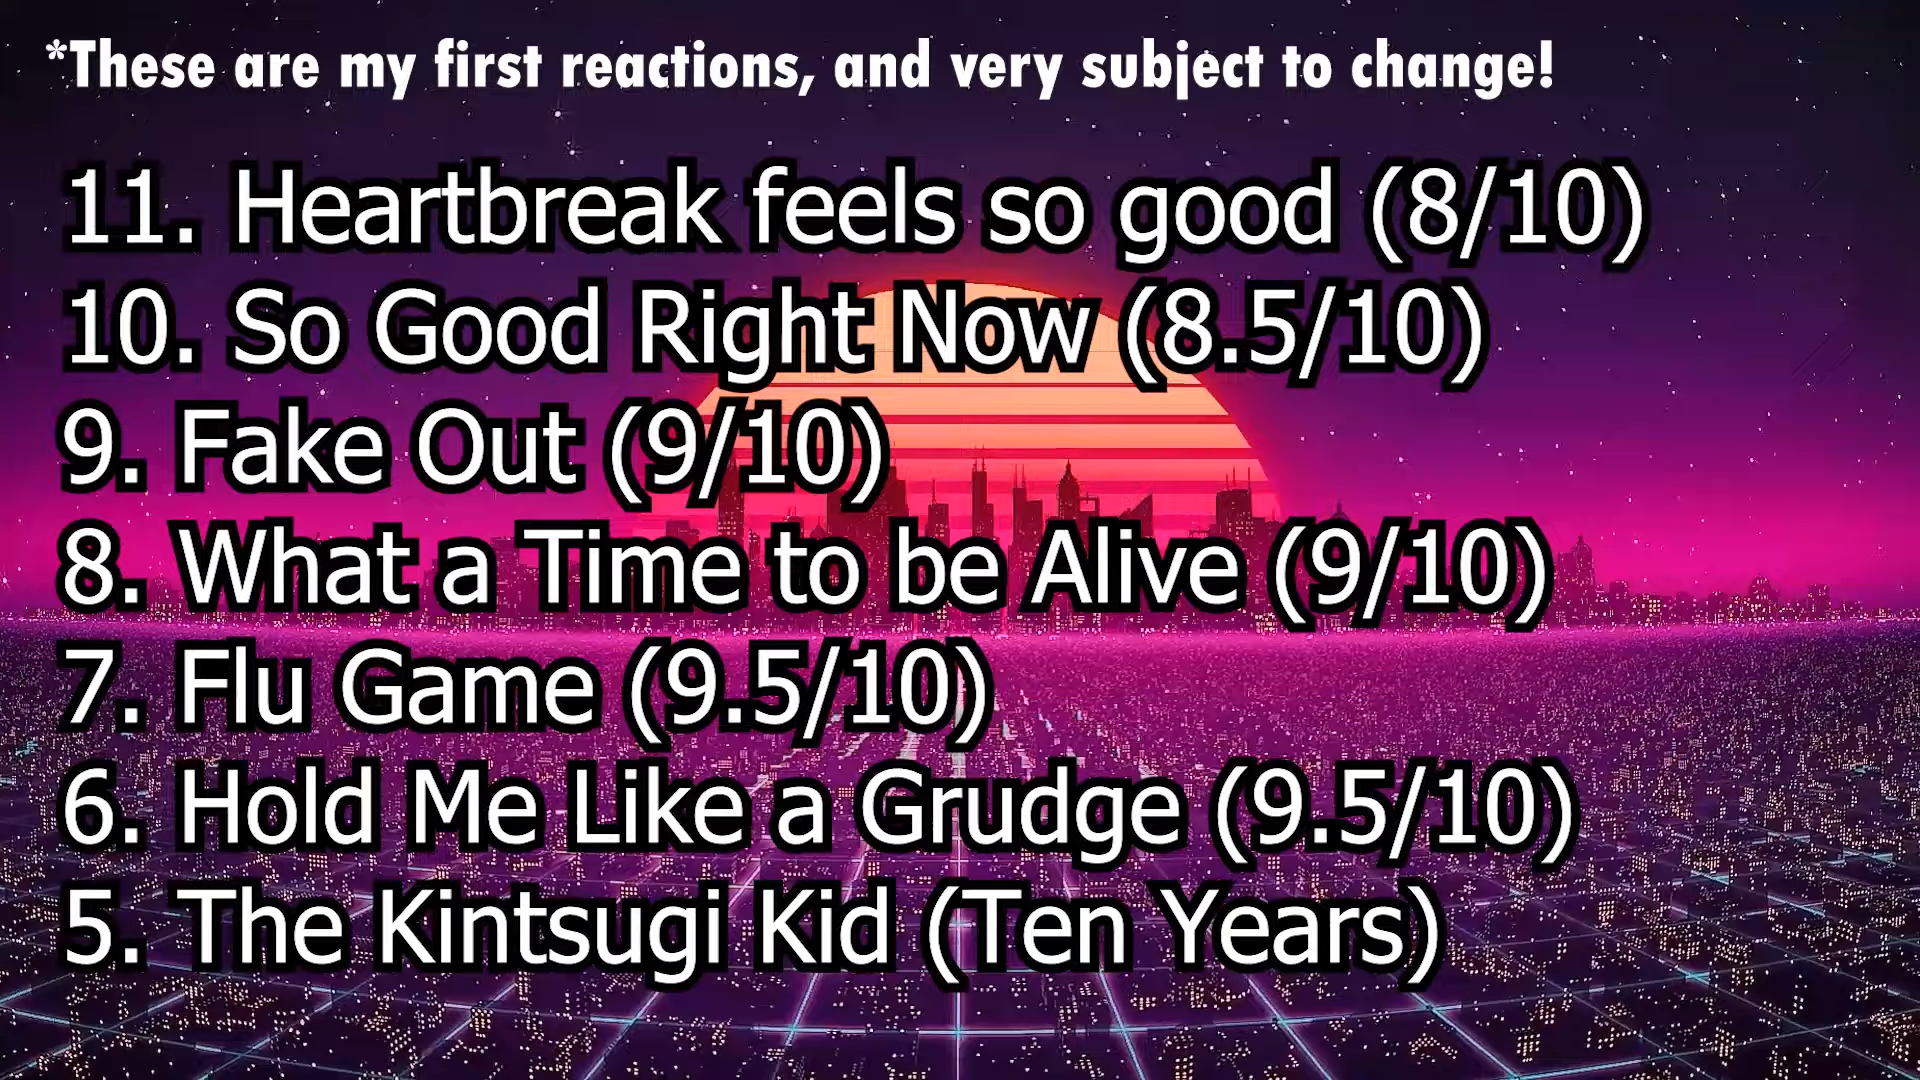 *These are my first reactions, and very subject to change!
11. Heartbreak feels so good (8/10)
10. So Good Right Now (8.5/10)
9. Fake Out (9/10)
8. What a Time to be Alive (9/10)
7. Flu Game (9.5/10)
6. Hold Me Like a Grudge (9.5/10)
5. The Kintsugi Kid (Ten Years)